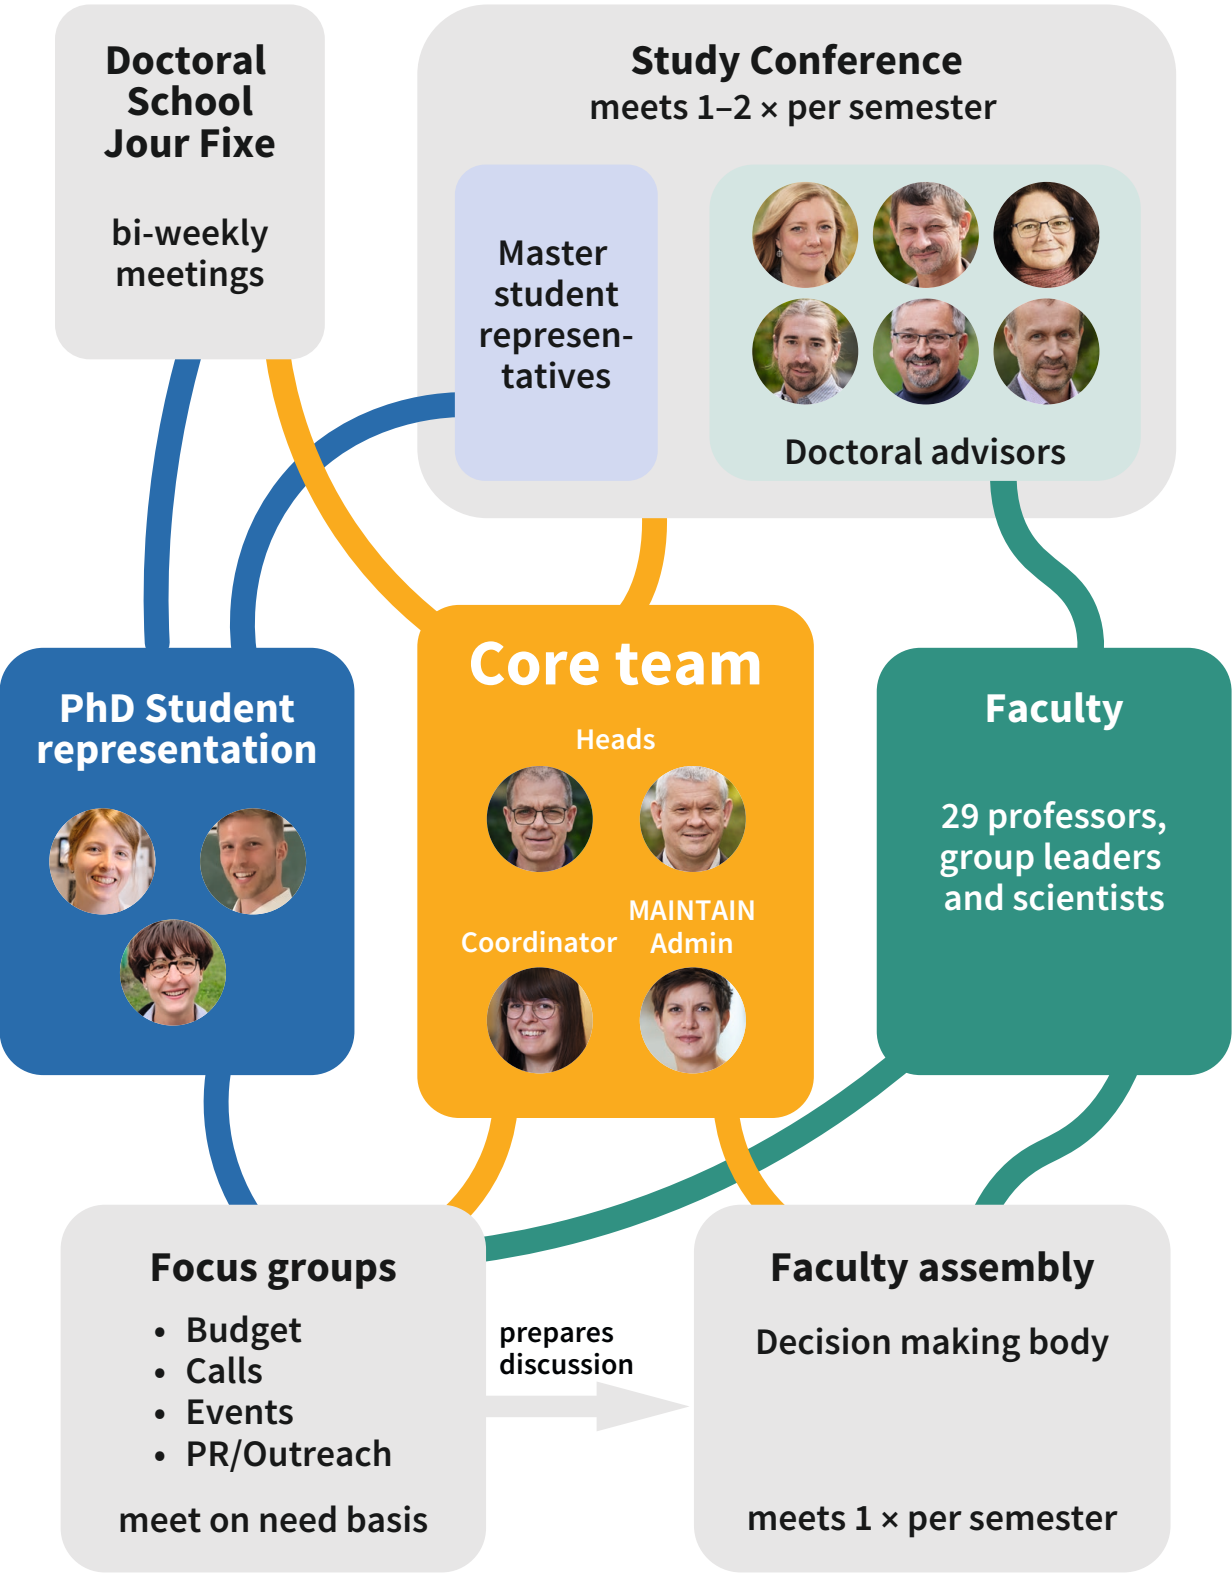 Doctoral
School
Jour Fixe
bi-weekly
meetings
Study Conference
meets 1–2 × per semester
Master
student
represen-
tatives
Doctoral advisors
PhD Student
representation
Core team
Heads
Coordinator
MAINTAIN
Admin
Faculty
29 professors,
group leaders
and scientists
Focus groups
• Budget
• Calls
• Events
• PR/Outreach
meet on need basis
prepares
discussion
Faculty assembly
Decision making body
meets 1 × per semester